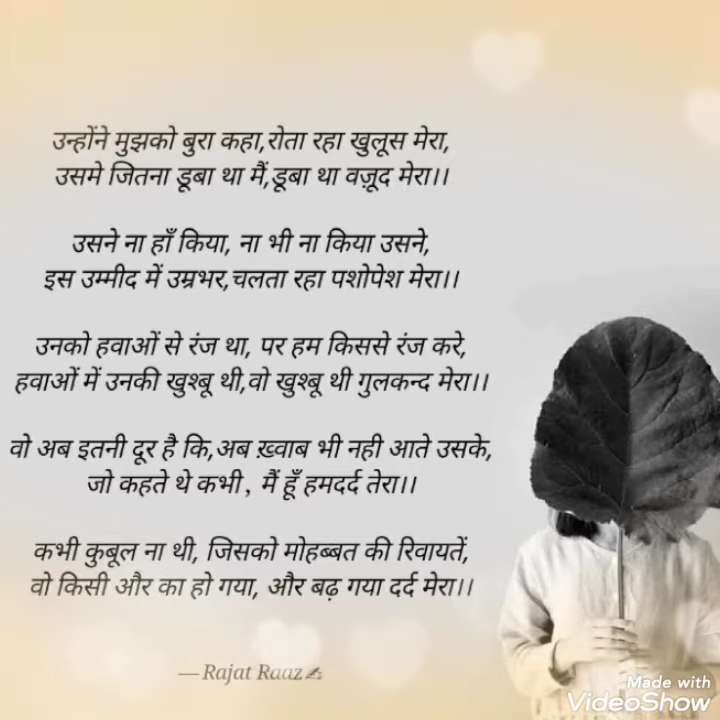 उन्होंने मुझको बुरा कहा,रोता रहा खुलूस मेरा,
उसमे जितना डूबा था मैं,डूबा था वज़ूद मेरा।।
उसने ना हाँ किया, ना भी ना किया उसने,
इस उम्मीद में उम्रभर,चलता रहा पशोपेश मेरा।।
उनको हवाओं से रंज था, पर हम किससे रंज करे,
हवाओं में उनकी खुश्बू थी,वो खुश्बू थी गुलकन्द मेरा।।
वो अब इतनी दूर है कि,अब ख़्वाब भी नही आते उसके,
जो कहते थे कभी, मैं हूँ हमदर्द तेरा।।
कभी कुबूल ना थी, जिसको मोहब्बत की रिवायतें,
वो किसी और का हो गया, और बढ़ गया दर्द मेरा।।
— Rajat Raaz✍
Made with
VideoShow